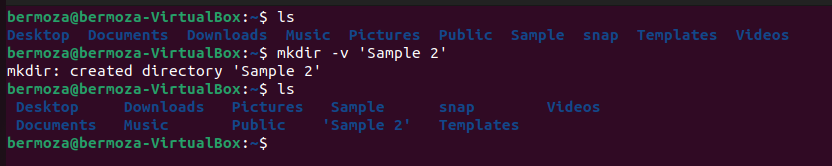 bermoza@bermoza-VirtualBox:~$ ls
Desktop  Documents  Downloads  Music  Pictures  Public  Sample  snap  Templates  Videos
bermoza@bermoza-VirtualBox:~$ mkdir -v 'Sample 2'
mkdir: created directory 'Sample 2'
bermoza@bermoza-VirtualBox:~$ ls
 Desktop     Downloads   Pictures   Sample      snap        Videos
 Documents   Music       Public    'Sample 2'   Templates
bermoza@bermoza-VirtualBox:~$